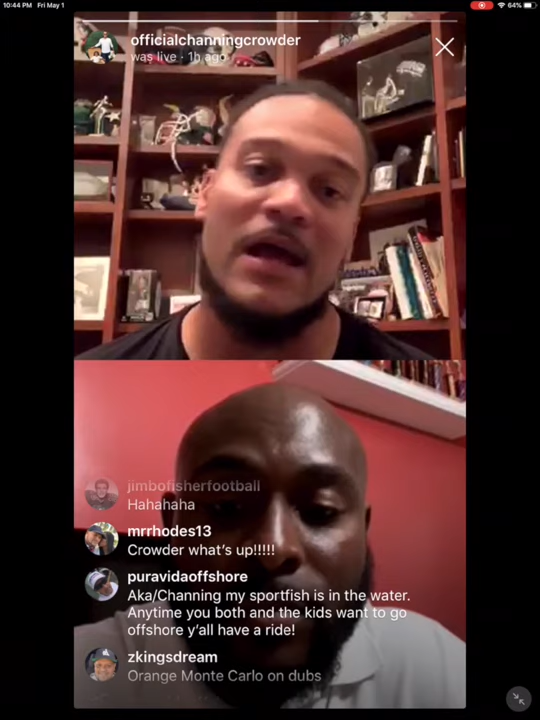 10:44 PM Fri May 1
64%
officialchanningcrowder
was live · 1h ago
jimbofisherfootball
Hahahaha
mrrhodes13
Crowder what's up!!!!!
puravidaoffshore
Aka/Channing my sportfish is in the water.
Anytime you both and the kids want to go
offshore y'all have a ride!
zkingsdream
Orange Monte Carlo on dubs